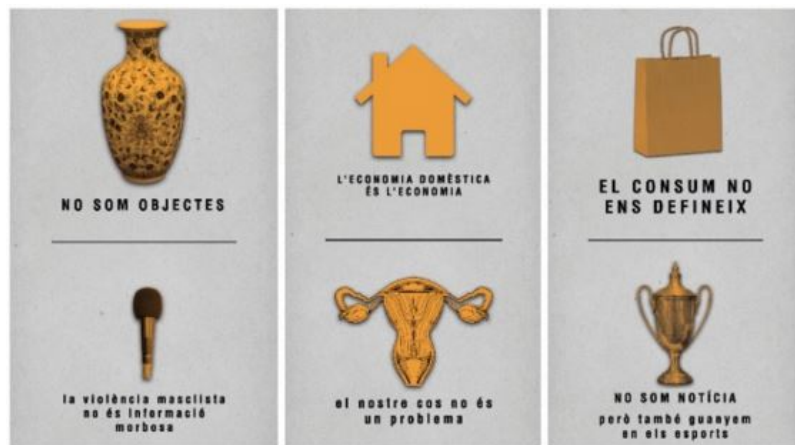 NO SOM OBJECTES
la violència masclista
no és informació
morbosa
L'ECONOMIA DOMÈSTICA
ÉS L'ECONOMIA
el nostre cos no és
un problema
EL CONSUM NO
ENS DEFINEIX
NO SOM NOTÍCIA
però també guanyem
en els esports